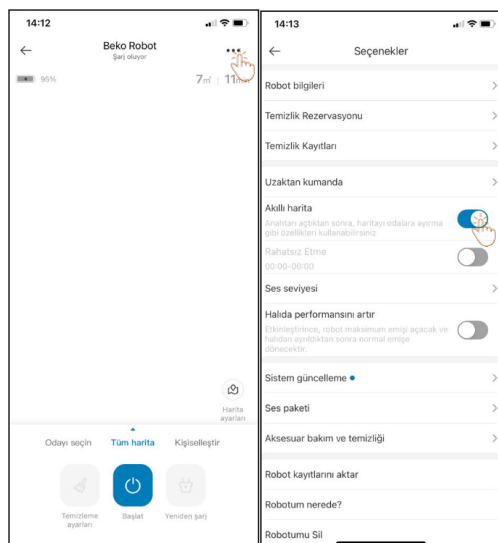 14:12
Beko Robot
Şarj oluyor
95%
7㎡ | 11min
Harita
ayarları
Odayı seçin
Tüm harita
Kişiselleştir
Temizleme
ayarları
Başlat
Yeniden şarj
14:13
Seçenekler
Robot bilgileri
Temizlik Rezervasyonu
Temizlik Kayıtları
Uzaktan kumanda
Akıllı harita
Anahtarı açtıktan sonra, haritayı odalara ayırma
gibi özellikleri kullanabilirsiniz
Rahatsız Etme
00:00-00:00
Ses seviyesi
Halıda performansını artır
Etkinleştirince, robot maksimum emişi açacak ve
halıdan ayrıldıktan sonra normal emişe
dönecektir.
Sistem güncelleme
Ses paketi
Aksesuar bakım ve temizliği
Robot kayıtlarını aktar
Robotum nerede?
Robotumu Sil